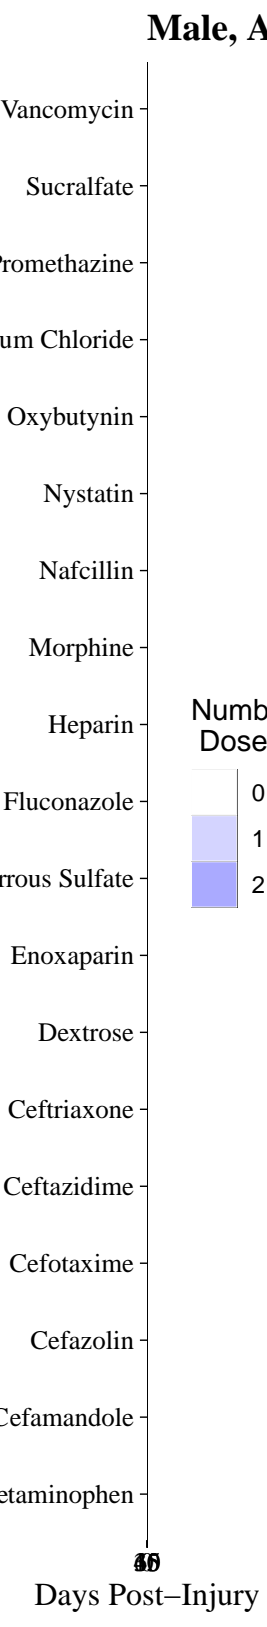 Male, A
Vancomycin
Sucralfate
Promethazine
um Chloride
Oxybutynin
Nystatin
Nafcillin
Morphine
Heparin
Numb
Dose
0
Fluconazole
1
rrous Sulfate
2
Enoxaparin
Dextrose
Ceftriaxone
Ceftazidime
Cefotaxime
Cefazolin
Cefamandole
etaminophen
Days Post−Injury